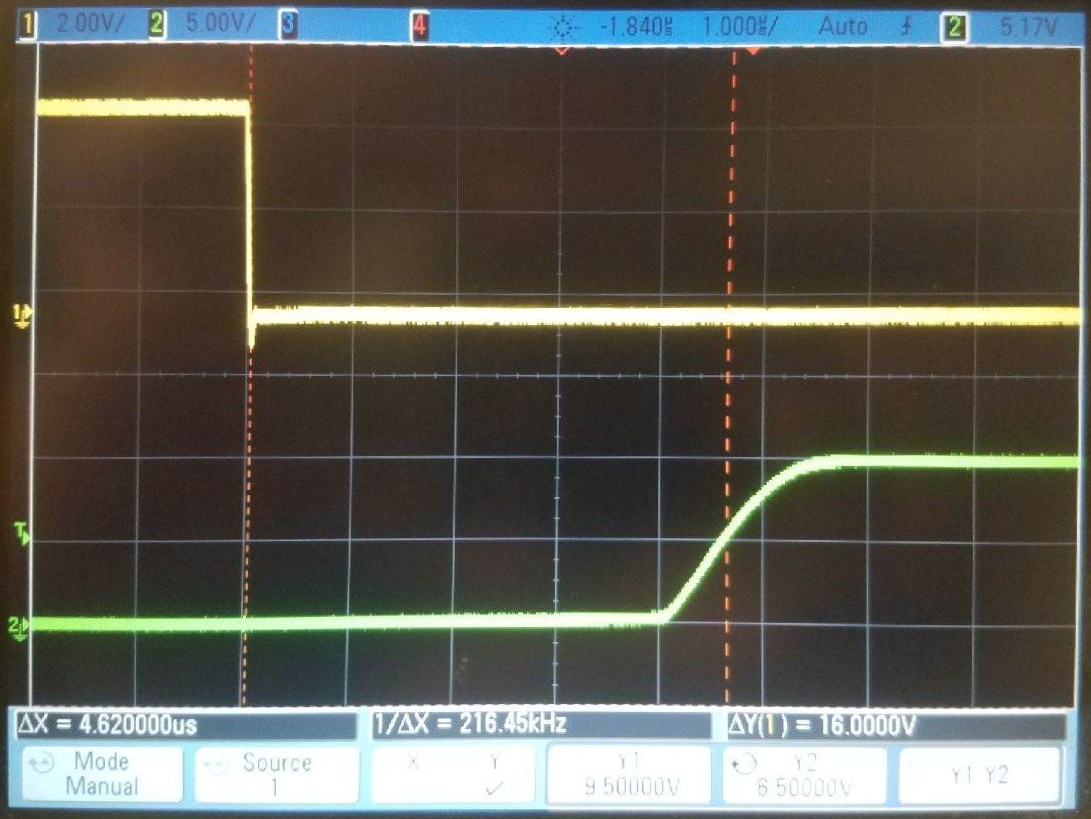 1 2.00V/ 2 5.00V/ 3 4 -1.840us 1.000us/ Auto 2 5.17V
1
T
2
ΔX = 4.620000us 1/ΔX = 216.45kHz ΔY(1) = 16.0000V
Mode Source X Y Y1 Y2 Y1 Y2
Manual 1 ✓ 9.50000V 6.50000V